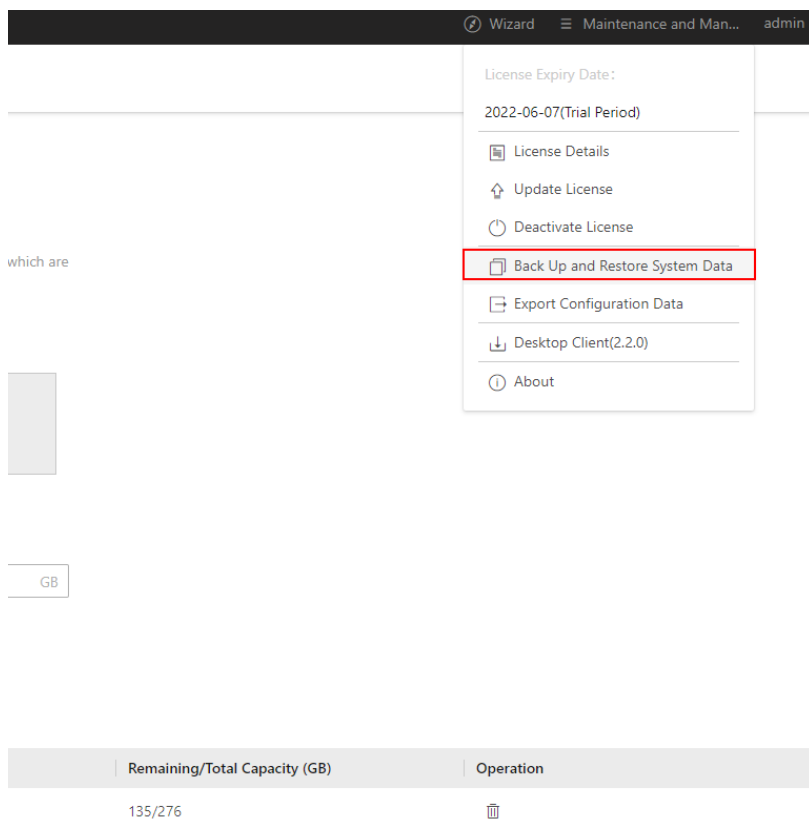 Wizard
Maintenance and Man...
admin
License Expiry Date：
2022-06-07(Trial Period)
License Details
Update License
Deactivate License
which are
Back Up and Restore System Data
Export Configuration Data
Desktop Client(2.2.0)
About
GB
Remaining/Total Capacity (GB)
Operation
135/276